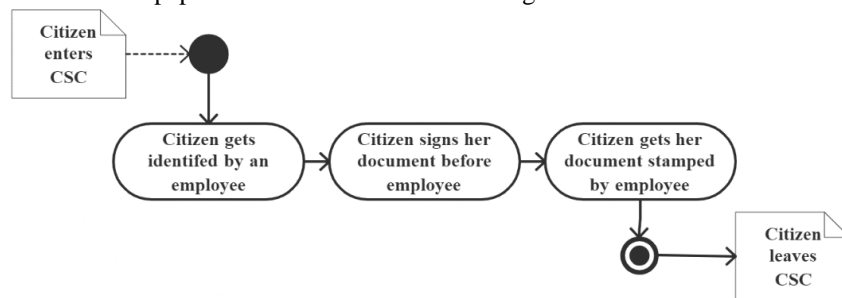 Citizen
enters
CSC
Citizen gets
identifed by an
employee
Citizen signs her
document before
employee
Citizen gets her
document stamped
by employee
Citizen
leaves
CSC